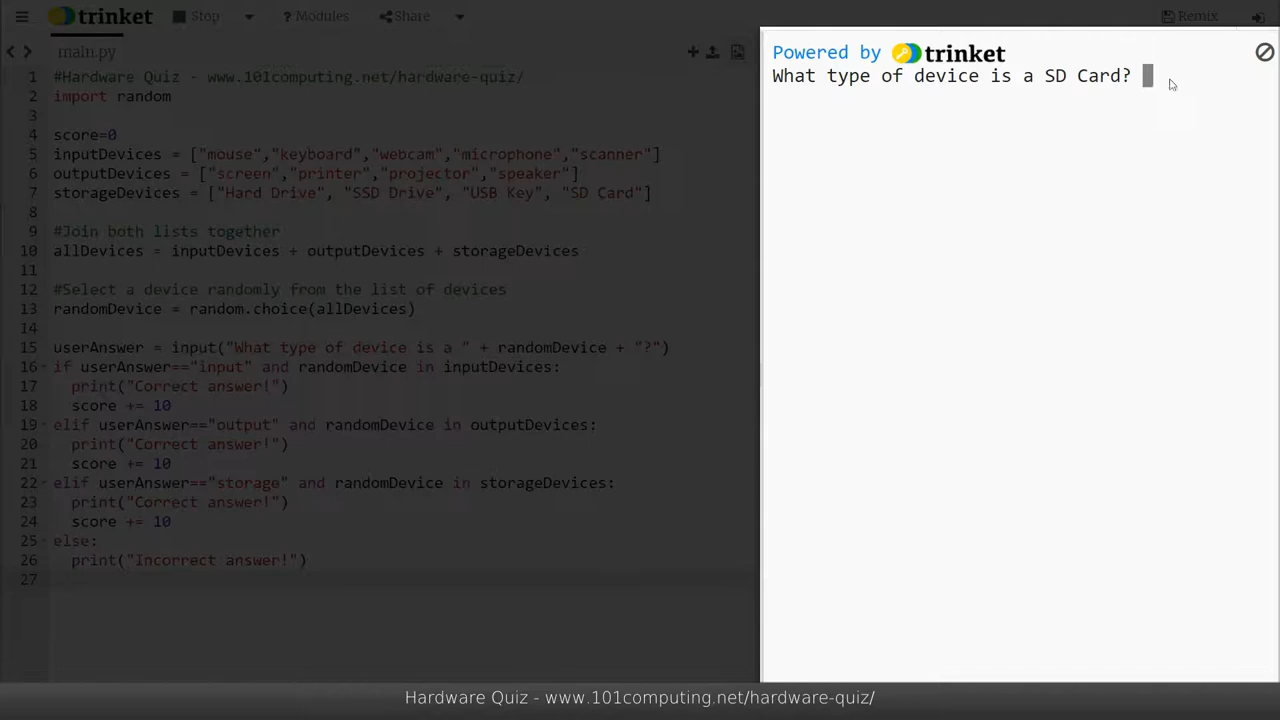 trinket
Stop
? Modules
Share
Remix
main.py
1 #Hardware Quiz - www.101computing.net/hardware-quiz/
2 import random
3
4 score=0
5 inputDevices = ["mouse","keyboard","webcam","microphone","scanner"]
6 outputDevices = ["screen","printer","projector","speaker"]
7 storageDevices = ["Hard Drive", "SSD Drive", "USB Key", "SD Card"]
8
9 #Join both lists together
10 allDevices = inputDevices + outputDevices + storageDevices
11
12 #Select a device randomly from the list of devices
13 randomDevice = random.choice(allDevices)
14
15 userAnswer = input("What type of device is a " + randomDevice + "?")
16 if userAnswer=="input" and randomDevice in inputDevices:
17   print("Correct answer!")
18   score += 10
19 elif userAnswer=="output" and randomDevice in outputDevices:
20   print("Correct answer!")
21   score += 10
22 elif userAnswer=="storage" and randomDevice in storageDevices:
23   print("Correct answer!")
24   score += 10
25 else:
26   print("Incorrect answer!")
27
Powered by trinket
What type of device is a SD Card?
Hardware Quiz - www.101computing.net/hardware-quiz/